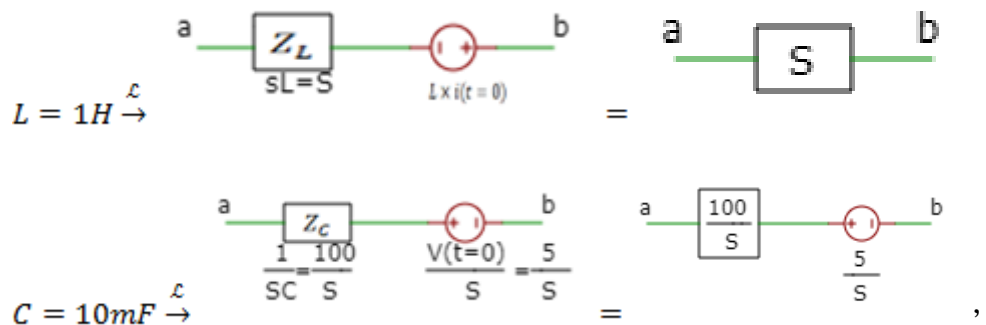 a Z_L - + b
sL=S
L × i(t = 0)
L = 1H →^ℒ
=
a S b
a Z_C + - b
1/SC = 100/S
V(t=0)/S = 5/S
C = 10mF →^ℒ
=
a 100/S + - b
5/S
,